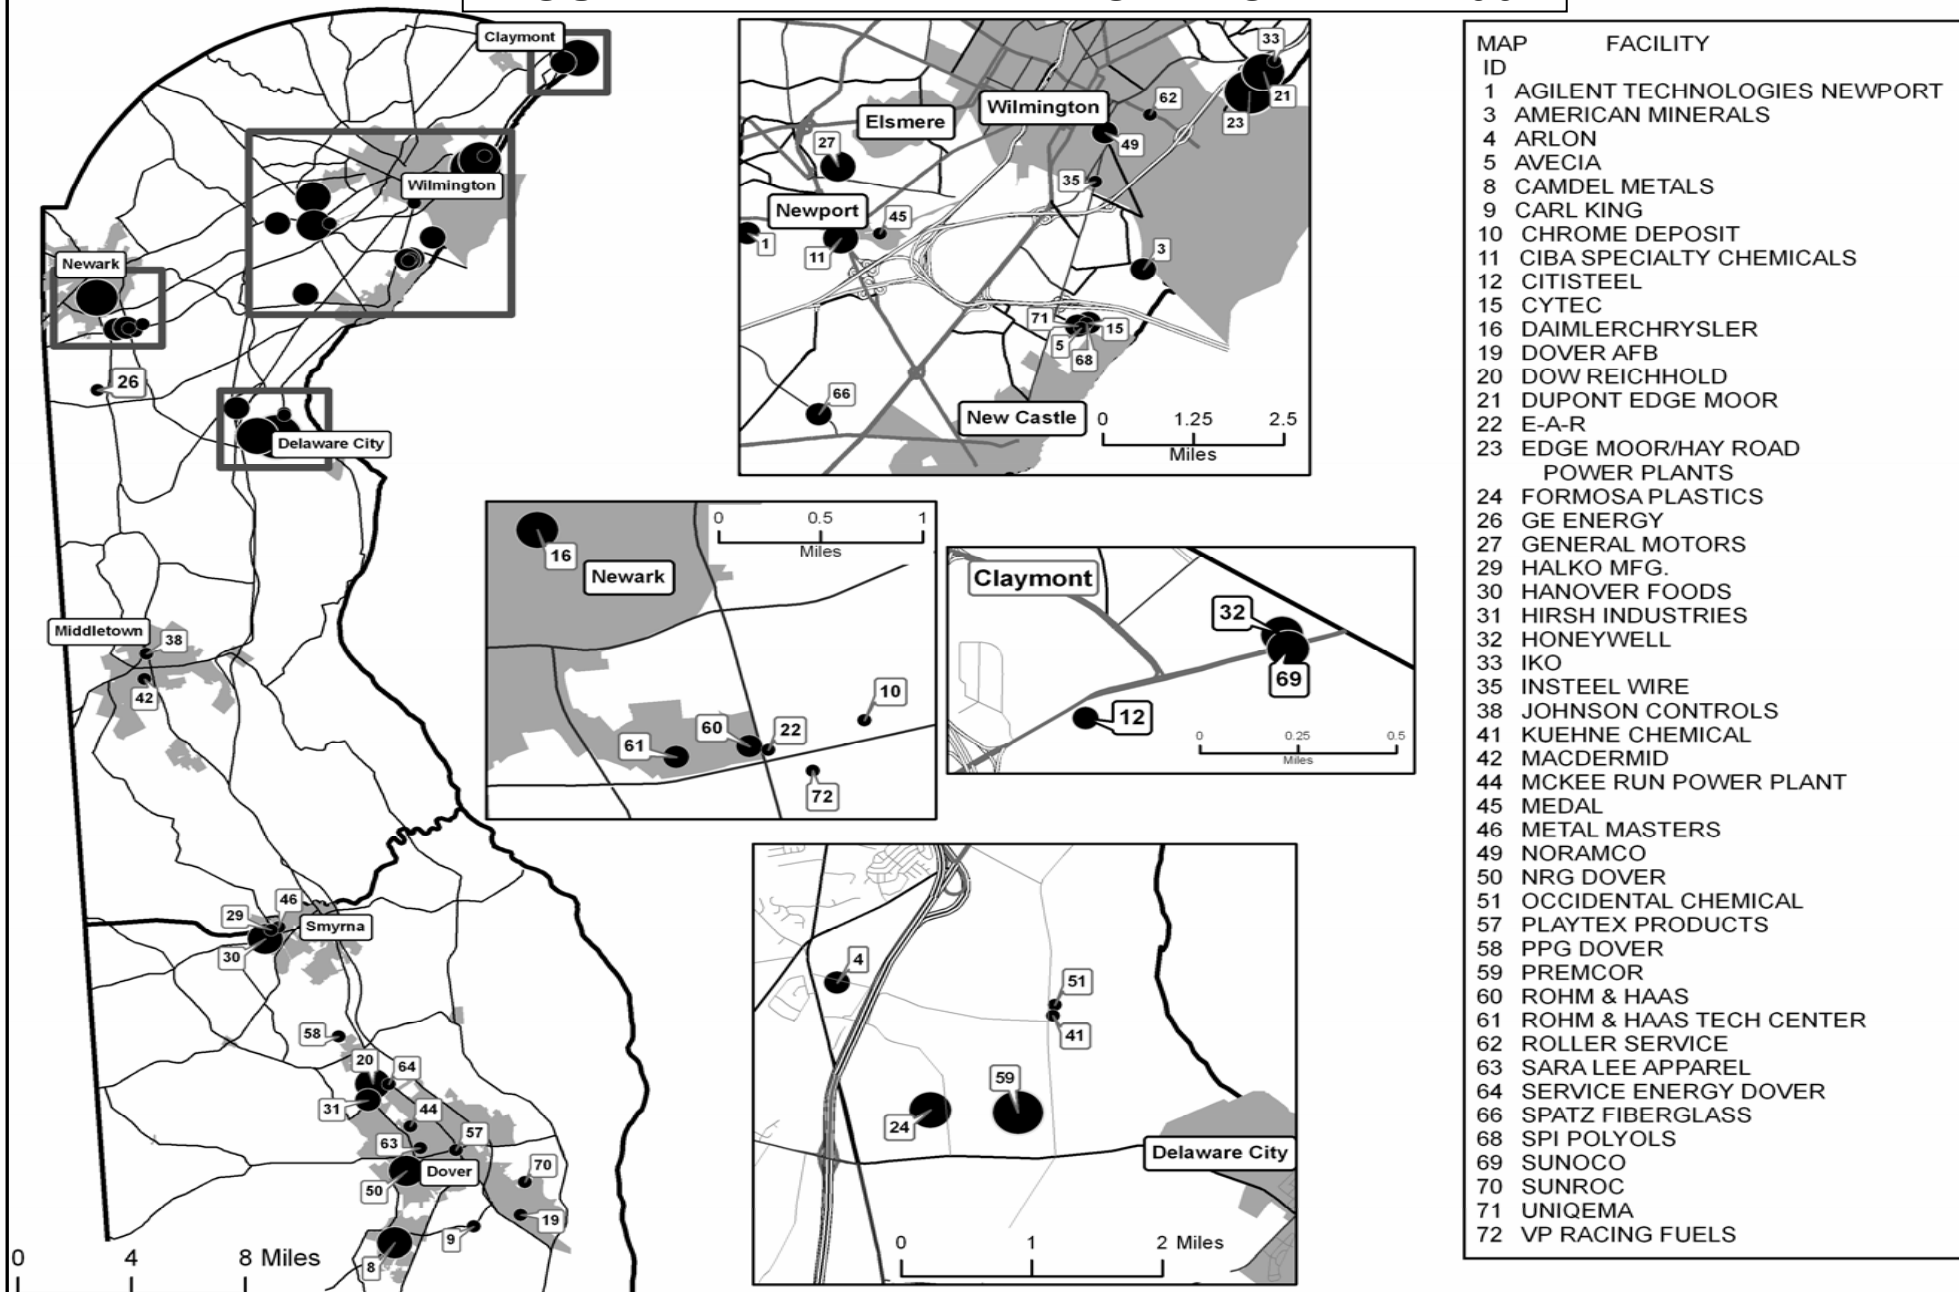 Claymont
Wilmington
Newark
26
Delaware City
Middletown
38
42
46
29
Smyrna
30
58
20
64
31
44
57
63
Dover
70
50
19
9
8
0 4 8 Miles
33
62
Wilmington
21
Elsmere
23
27
49
35
Newport
45
1
11
3
71
15
5
68
66
New Castle
0 1.25 2.5
Miles
0 0.5 1
Miles
16
Newark
10
60
22
61
72
Claymont
32
69
12
0 0.25 0.5
Miles
4
51
41
59
24
Delaware City
0 1 2 Miles
MAP FACILITY
ID
1 AGILENT TECHNOLOGIES NEWPORT
3 AMERICAN MINERALS
4 ARLON
5 AVECIA
8 CAMDEL METALS
9 CARL KING
10 CHROME DEPOSIT
11 CIBA SPECIALTY CHEMICALS
12 CITISTEEL
15 CYTEC
16 DAIMLERCHRYSLER
19 DOVER AFB
20 DOW REICHHOLD
21 DUPONT EDGE MOOR
22 E-A-R
23 EDGE MOOR/HAY ROAD
POWER PLANTS
24 FORMOSA PLASTICS
26 GE ENERGY
27 GENERAL MOTORS
29 HALKO MFG.
30 HANOVER FOODS
31 HIRSH INDUSTRIES
32 HONEYWELL
33 IKO
35 INSTEEL WIRE
38 JOHNSON CONTROLS
41 KUEHNE CHEMICAL
42 MACDERMID
44 MCKEE RUN POWER PLANT
45 MEDAL
46 METAL MASTERS
49 NORAMCO
50 NRG DOVER
51 OCCIDENTAL CHEMICAL
57 PLAYTEX PRODUCTS
58 PPG DOVER
59 PREMCOR
60 ROHM & HAAS
61 ROHM & HAAS TECH CENTER
62 ROLLER SERVICE
63 SARA LEE APPAREL
64 SERVICE ENERGY DOVER
66 SPATZ FIBERGLASS
68 SPI POLYOLS
69 SUNOCO
70 SUNROC
71 UNIQEMA
72 VP RACING FUELS